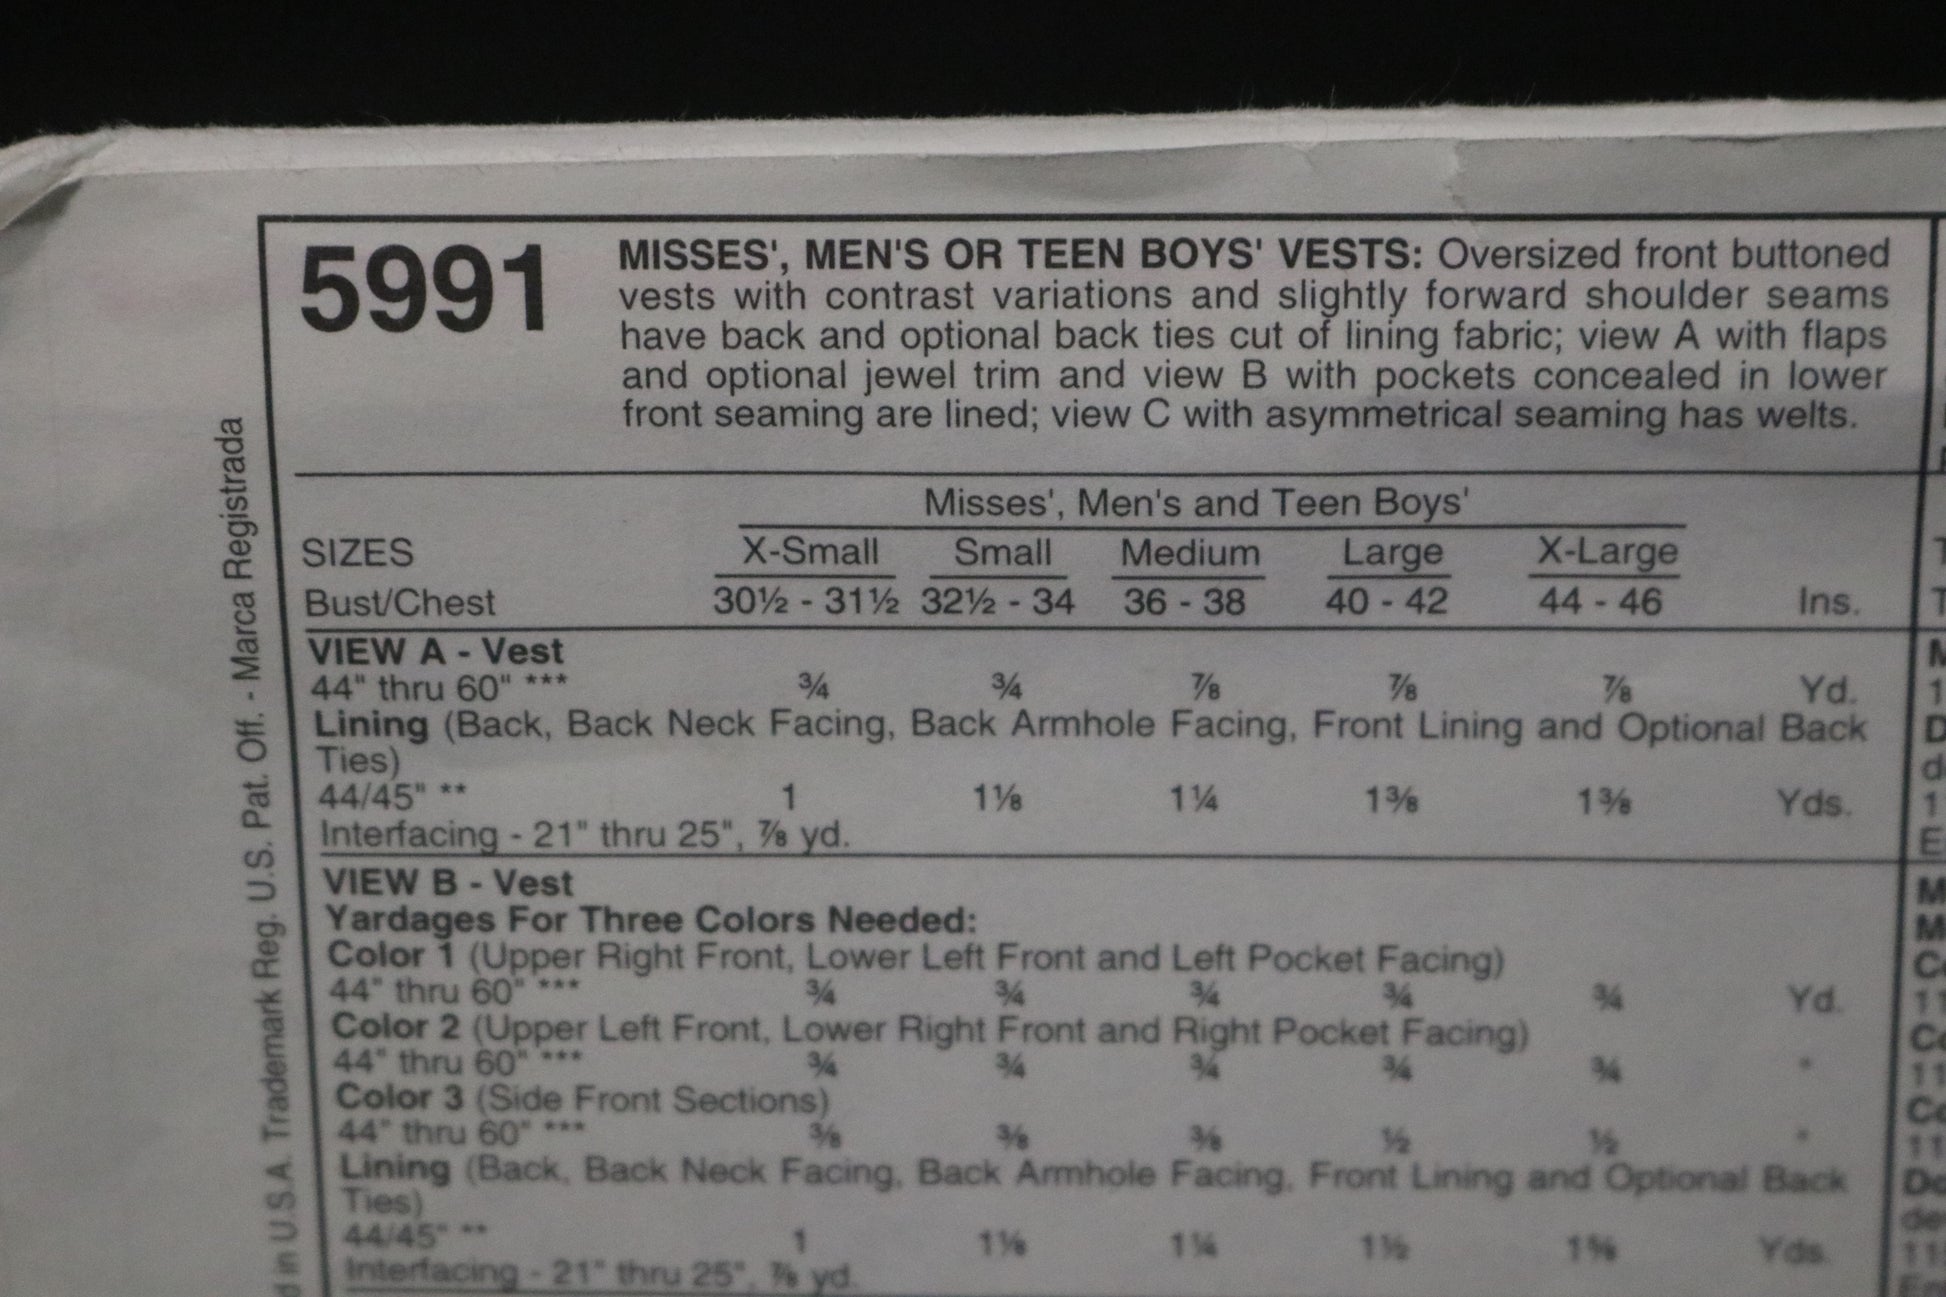 5991
MISSES', MEN'S OR TEEN BOYS' VESTS: Oversized front buttoned
vests with contrast variations and slightly forward shoulder seams
have back and optional back ties cut of lining fabric; view A with flaps
and optional jewel trim and view B with pockets concealed in lower
front seaming are lined; view C with asymmetrical seaming has welts.
Misses', Men's and Teen Boys'
SIZES X-Small Small Medium Large X-Large
Bust/Chest 30½ - 31½ 32½ - 34 36 - 38 40 - 42 44 - 46 Ins.
VIEW A - Vest
44" thru 60" *** ¾ ¾ ⅞ ⅞ ⅞ Yd.
Lining (Back, Back Neck Facing, Back Armhole Facing, Front Lining and Optional Back
Ties)
44/45" ** 1 1⅛ 1¼ 1⅜ 1⅜ Yds.
Interfacing - 21" thru 25", ⅞ yd.
VIEW B - Vest
Yardages For Three Colors Needed:
Color 1 (Upper Right Front, Lower Left Front and Left Pocket Facing)
44" thru 60" *** ¾ ¾ ¾ ¾ ¾ Yd.
Color 2 (Upper Left Front, Lower Right Front and Right Pocket Facing)
44" thru 60" *** ¾ ¾ ¾ ¾ ¾ "
Color 3 (Side Front Sections)
44" thru 60" *** ⅜ ⅜ ⅜ ½ ½ "
Lining (Back, Back Neck Facing, Back Armhole Facing, Front Lining and Optional Back
Ties)
44/45" ** 1 1⅛ 1¼ 1½ Yds.
Interfacing - 21" thru 25", ⅞ yd.
in U.S.A. Trademark Reg. U.S. Pat. Off. - Marca Registrada